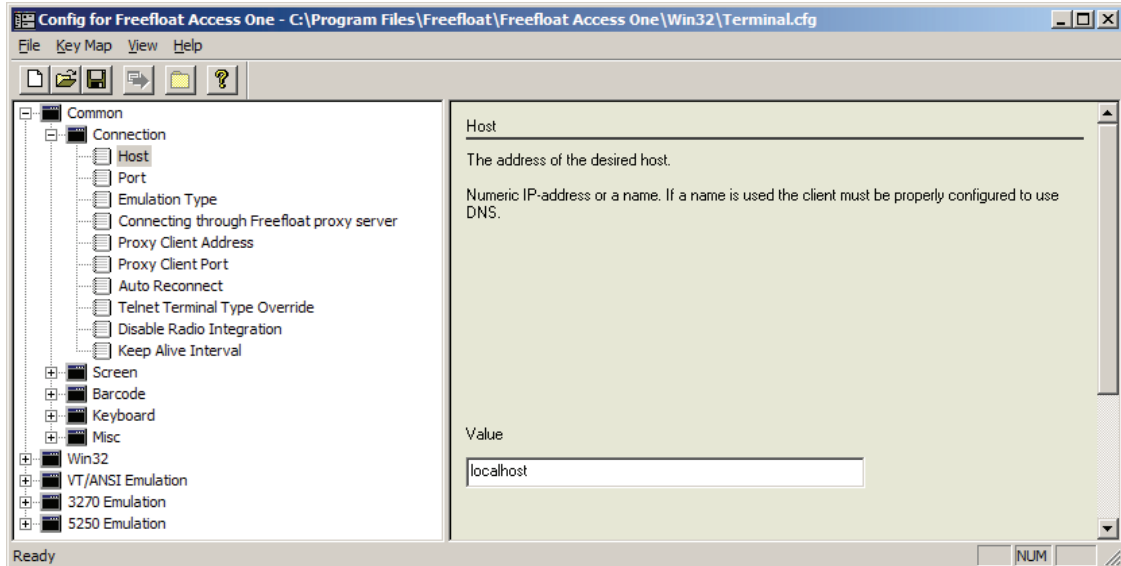 Config for Freefloat Access One - C:\Program Files\Freefloat\Freefloat Access One\Win32\Terminal.cfg
File Key Map View Help
Common
Connection
Host
Port
Emulation Type
Connecting through Freefloat proxy server
Proxy Client Address
Proxy Client Port
Auto Reconnect
Telnet Terminal Type Override
Disable Radio Integration
Keep Alive Interval
Screen
Barcode
Keyboard
Misc
Win32
VT/ANSI Emulation
3270 Emulation
5250 Emulation
Host
The address of the desired host.
Numeric IP-address or a name. If a name is used the client must be properly configured to use
DNS.
Value
localhost
Ready
NUM